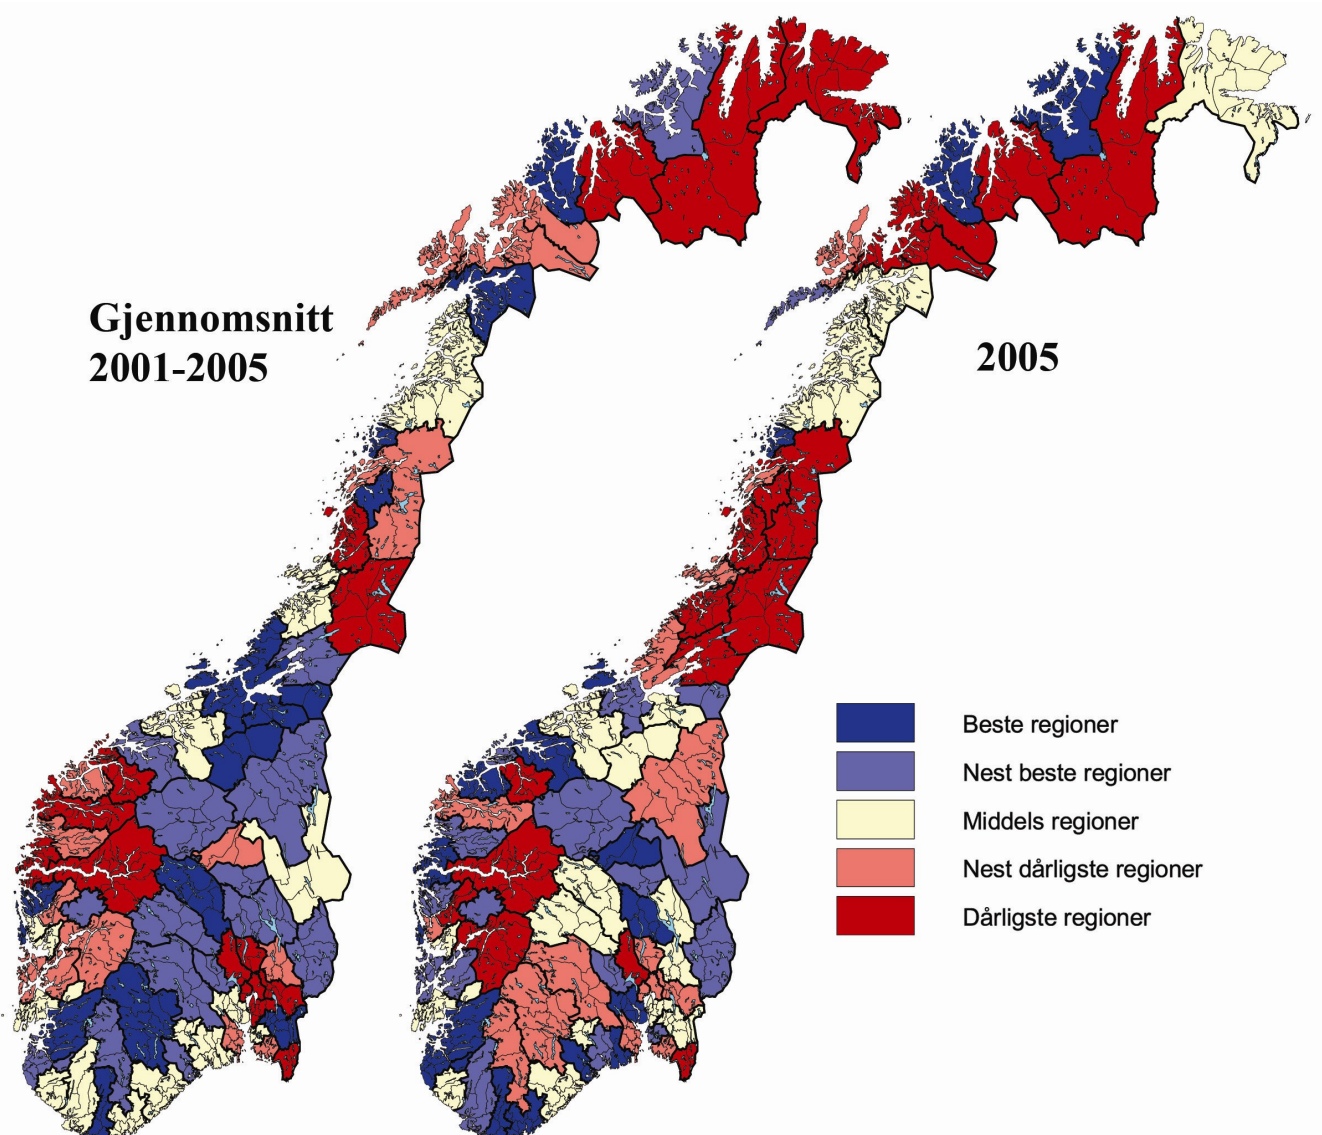 Gjennomsnitt
2001-2005
2005
Beste regioner
Nest beste regioner
Middels regioner
Nest dårligste regioner
Dårligste regioner